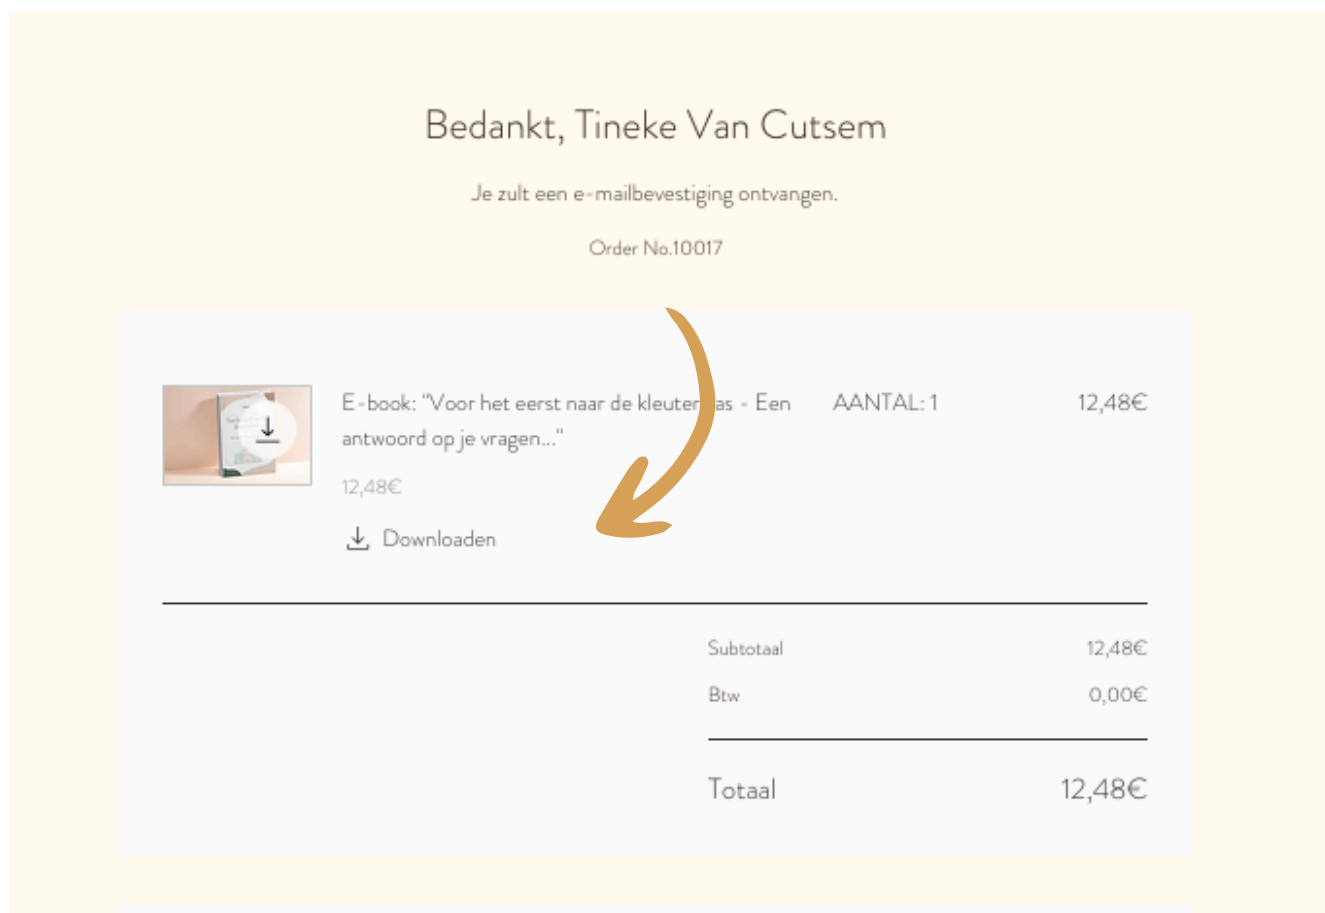 Bedankt, Tineke Van Cutsem
Je zult een e-mailbevestiging ontvangen.
Order No.10017
E-book: "Voor het eerst naar de kleuterklas - Een AANTAL: 1 12,48€
antwoord op je vragen..."
12,48€
Downloaden
Subtotaal 12,48€
Btw 0,00€
Totaal 12,48€